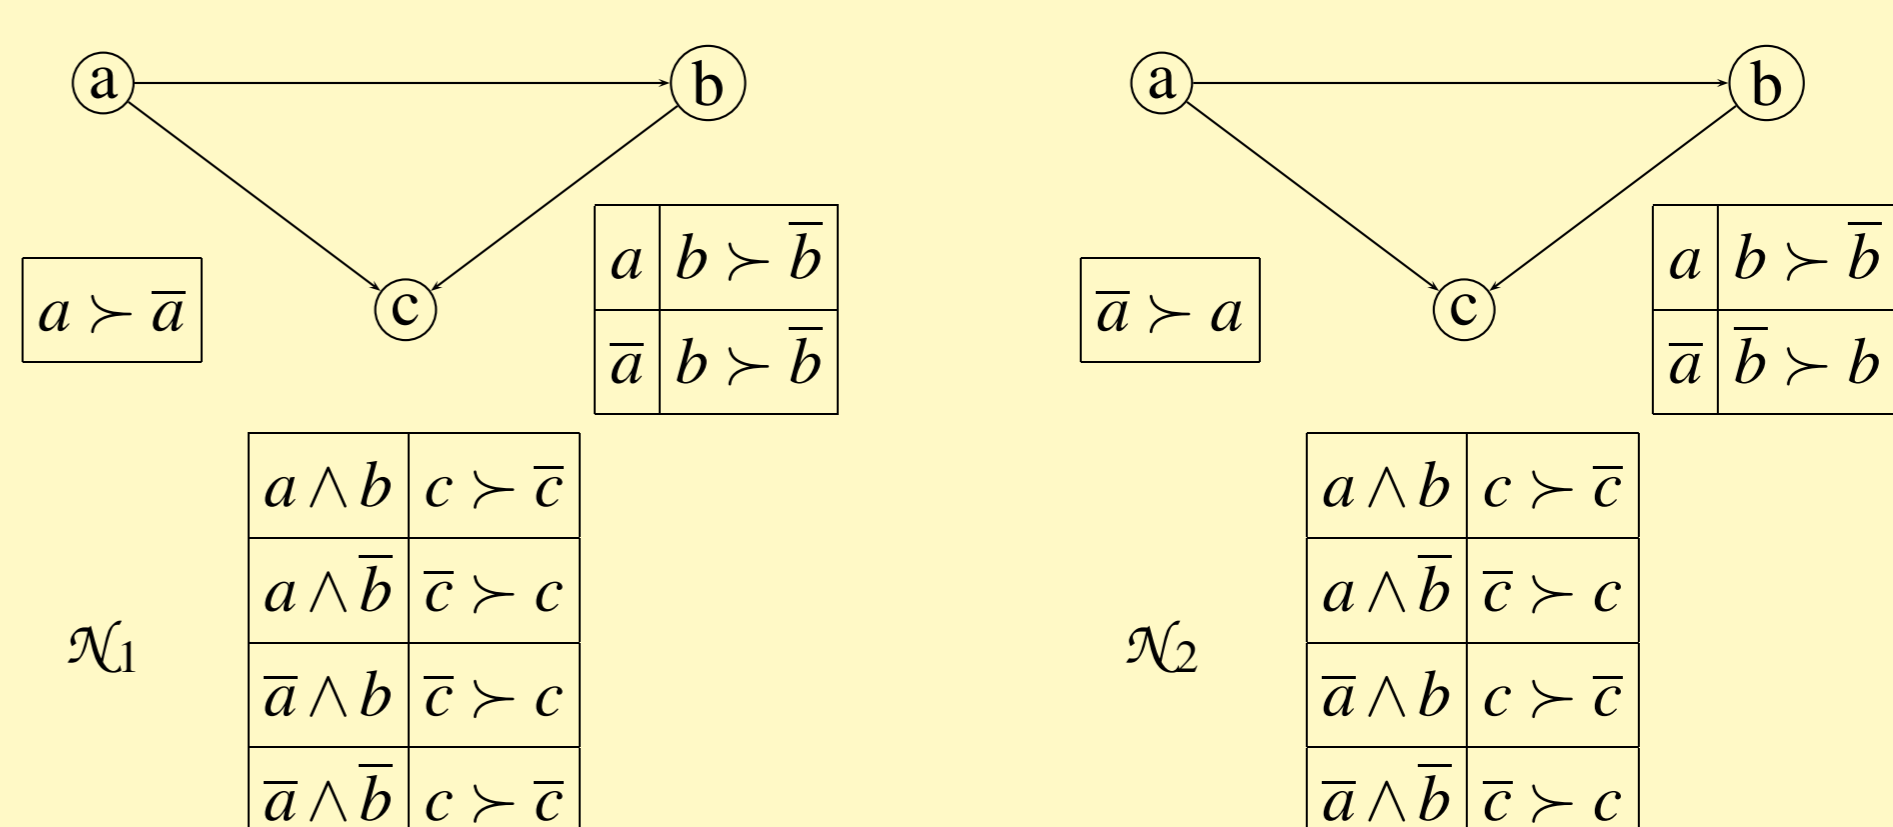 a b
c
a ≻ a̅
a | b ≻ b̅
a̅ | b ≻ b̅
a ∧ b | c ≻ c̅
a ∧ b̅ | c̅ ≻ c
a̅ ∧ b | c̅ ≻ c
a̅ ∧ b̅ | c ≻ c̅
𝒩1
a b
c
a̅ ≻ a
a | b ≻ b̅
a̅ | b̅ ≻ b
a ∧ b | c ≻ c̅
a ∧ b̅ | c̅ ≻ c
a̅ ∧ b | c ≻ c̅
a̅ ∧ b̅ | c̅ ≻ c
𝒩2